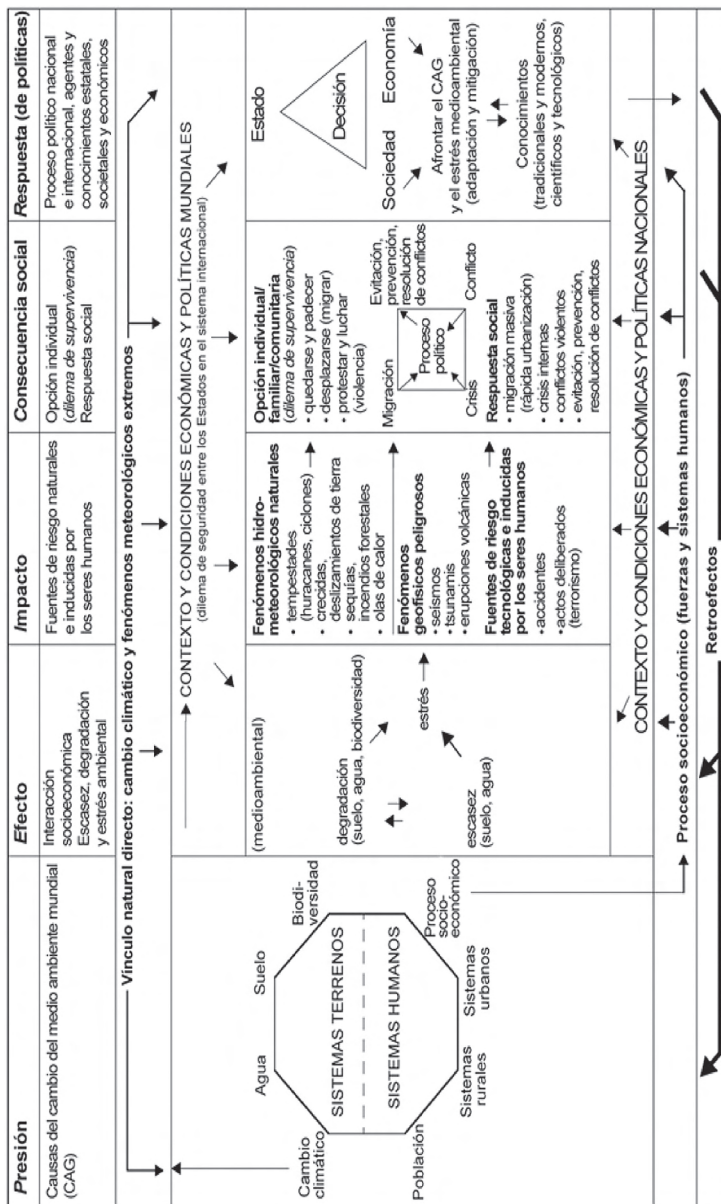 Presión
Efecto
Impacto
Consecuencia social
Respuesta (de políticas)
Causas del cambio del medio ambiente mundial
(CAG)
Interacción
socioeconómica
Escasez, degradación
y estrés ambiental
Fuentes de riesgo naturales
e inducidas por
los seres humanos
Opción individual
(dilema de supervivencia)
Respuesta social
Proceso político nacional
e internacional, agentes y
conocimientos estatales,
societales y económicos
Vínculo natural directo: cambio climático y fenómenos meteorológicos extremos
CONTEXTO Y CONDICIONES ECONÓMICAS Y POLÍTICAS MUNDIALES
(dilema de seguridad entre los Estados en el sistema internacional)
Cambio
climático
Agua
Suelo
Biodi-
versidad
SISTEMAS TERRENOS
SISTEMAS HUMANOS
Población
Sistemas
rurales
Sistemas
urbanos
Proceso
socio-
económico
(medioambiental)
degradación
(suelo, agua, biodiversidad)
estrés
escasez
(suelo, agua)
Fenómenos hidro-
meteorológicos naturales
• tempestades
(huracanes, ciclones)
• crecidas,
deslizamientos de tierra
• sequías,
incendios forestales
• olas de calor
Fenómenos
geofísicos peligrosos
• seísmos
• tsunamis
• erupciones volcánicas
Fuentes de riesgo
tecnológicas e inducidas
por los seres humanos
• accidentes
• actos deliberados
(terrorismo)
Opción individual/
familiar/comunitaria
(dilema de supervivencia)
• quedarse y padecer
• desplazarse (migrar)
• protestar y luchar
(violencia)
Migración
Evitación,
prevención,
resolución
de conflictos
Proceso
político
Crisis
Conflicto
Respuesta social
• migración masiva
(rápida urbanización)
• crisis internas
• conflictos violentos
• evitación, prevención,
resolución de conflictos
Estado
Decisión
Sociedad
Economía
Afrontar el CAG
y el estrés medioambiental
(adaptación y mitigación)
Conocimientos
(tradicionales y modernos,
científicos y tecnológicos)
CONTEXTO Y CONDICIONES ECONÓMICAS Y POLÍTICAS NACIONALES
Proceso socioeconómico (fuerzas y sistemas humanos)
Retroefectos